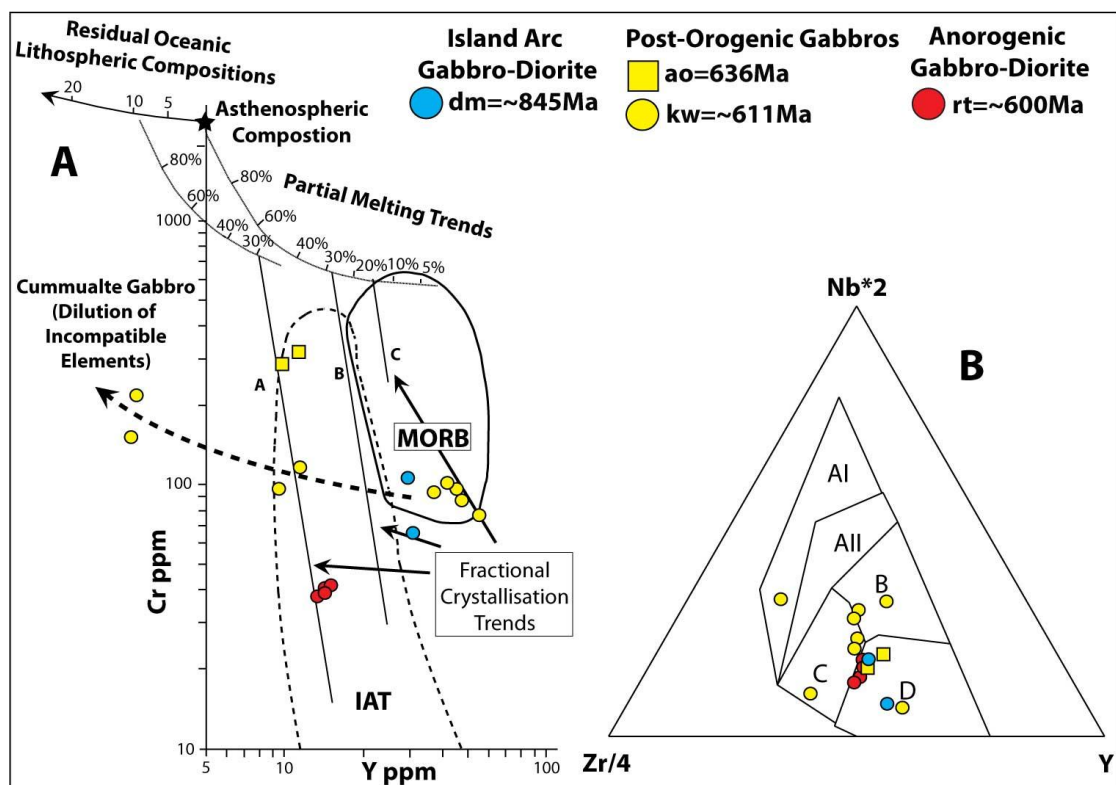 Residual Oceanic
Lithospheric Compositions
20
10
5
Asthenospheric
Compostion
Island Arc
Gabbro-Diorite
dm=~845Ma
Post-Orogenic Gabbros
ao=636Ma
kw=~611Ma
Anorogenic
Gabbro-Diorite
rt=~600Ma
A
80%
60%
40%
30%
80%
60%
40%
30%
20%
10%
5%
Partial Melting Trends
1000
100
10
Cr ppm
Cummualte Gabbro
(Dilution of
Incompatible
Elements)
A
B
C
MORB
Fractional
Crystallisation
Trends
IAT
5
10
20
100
Y ppm
B
Nb*2
AI
AII
B
C
D
Zr/4
Y